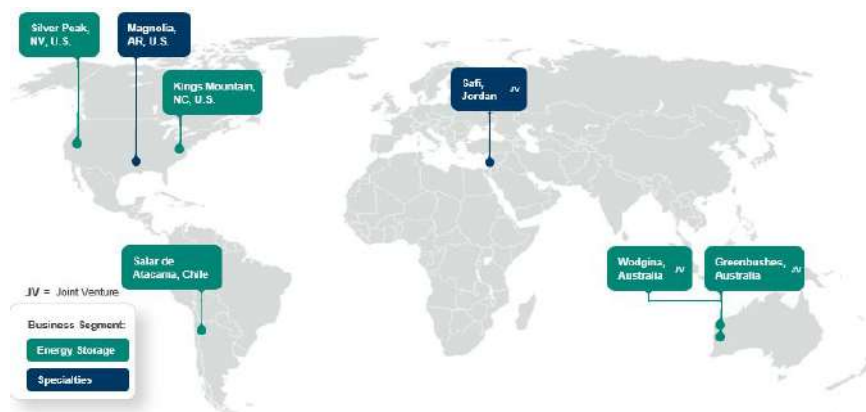 Silver Peak,
NV, U.S.
Magnolia,
AR, U.S.
Kings Mountain,
NC, U.S.
Safi,
Jordan JV
Salar de
Atacama, Chile
Wodgina,
Australia JV
Greenbushes,
Australia JV
JV = Joint Venture
Business Segment:
Energy Storage
Specialties